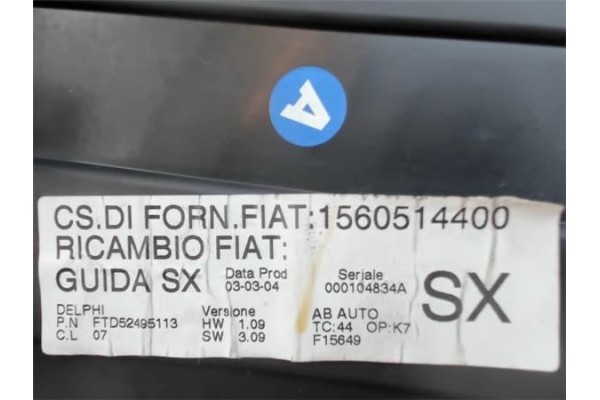 A
CS.DI FORN.FIAT:1560514400
RICAMBIO FIAT:
GUIDA SX Data Prod 03-03-04 Seriale 000104834A SX
DELPHI Versione AB AUTO
P.N FTD52495113 HW 1.09 TC:44 OP:K7
C.L 07 SW 3.09 F15649